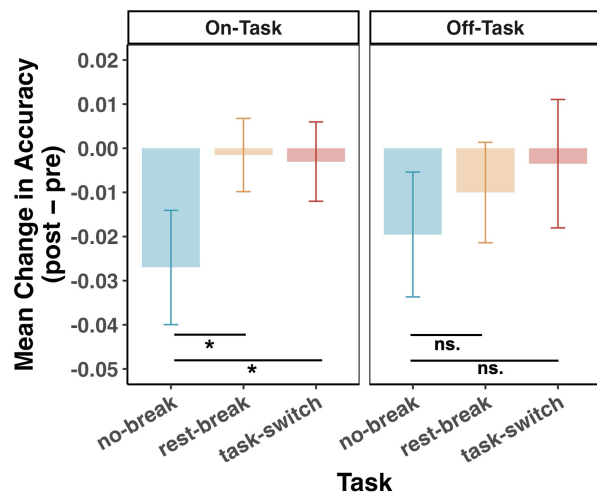 On-Task
Off-Task
0.02
0.01
0.00
-0.01
-0.02
-0.03
-0.04
-0.05
Mean Change in Accuracy
(post − pre)
*
*
ns.
ns.
no-break
rest-break
task-switch
no-break
rest-break
task-switch
Task